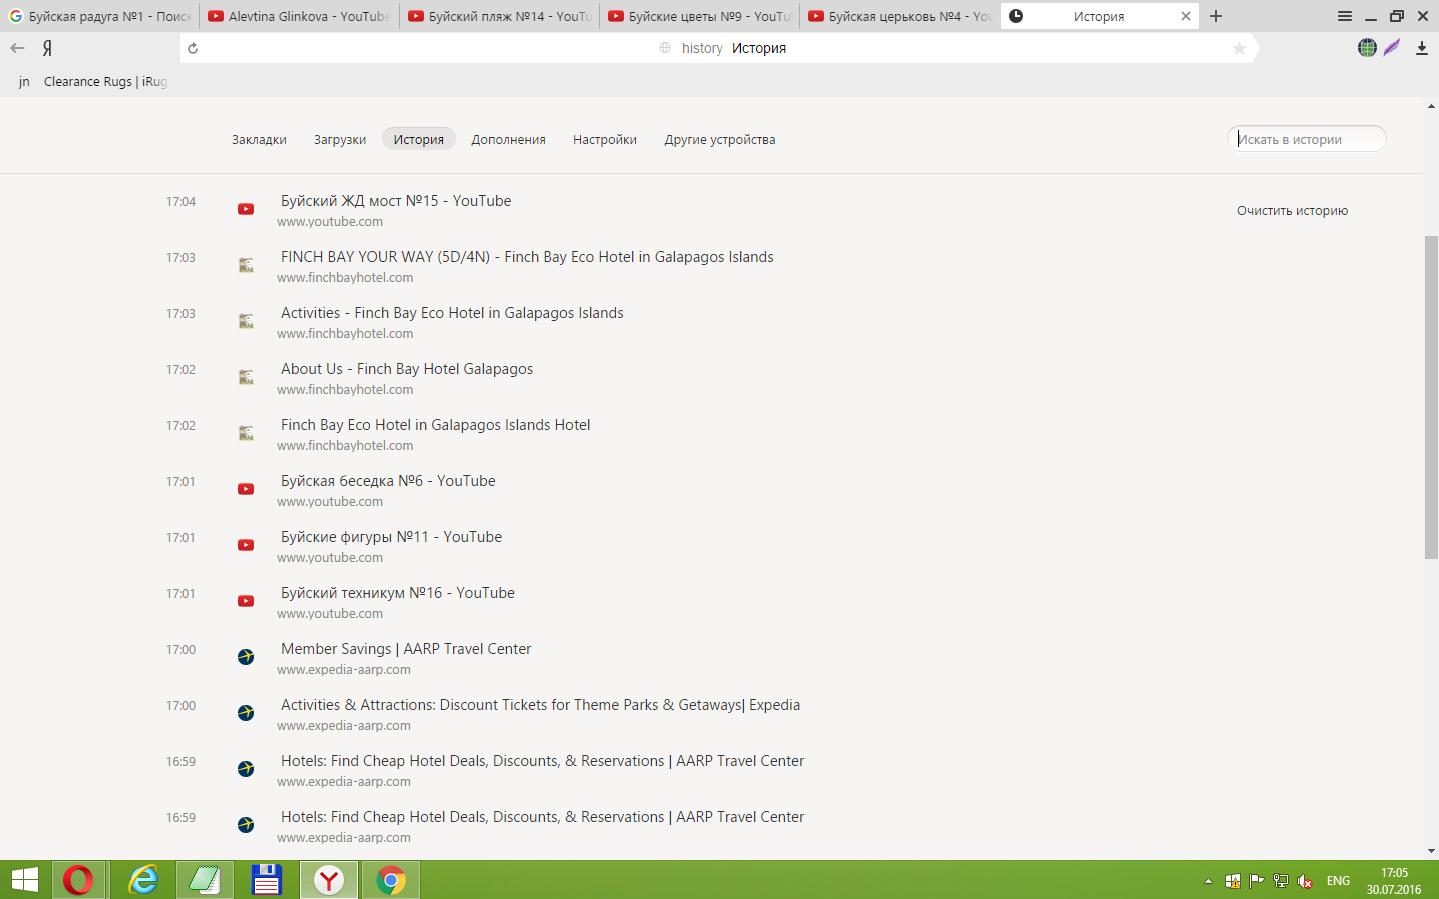 Буйская радуга №1 - Поиск
Alevtina Glinkova - YouTube
Буйский пляж №14 - YouTu
Буйские цветы №9 - YouTu
Буйская церьковь №4 - You
История
Я
history История
jn
Clearance Rugs | iRug
Закладки
Загрузки
История
Дополнения
Настройки
Другие устройства
Искать в истории
Очистить историю
17:04 Буйский ЖД мост №15 - YouTube
www.youtube.com
17:03 FINCH BAY YOUR WAY (5D/4N) - Finch Bay Eco Hotel in Galapagos Islands
www.finchbayhotel.com
17:03 Activities - Finch Bay Eco Hotel in Galapagos Islands
www.finchbayhotel.com
17:02 About Us - Finch Bay Hotel Galapagos
www.finchbayhotel.com
17:02 Finch Bay Eco Hotel in Galapagos Islands Hotel
www.finchbayhotel.com
17:01 Буйская беседка №6 - YouTube
www.youtube.com
17:01 Буйские фигуры №11 - YouTube
www.youtube.com
17:01 Буйский техникум №16 - YouTube
www.youtube.com
17:00 Member Savings | AARP Travel Center
www.expedia-aarp.com
17:00 Activities & Attractions: Discount Tickets for Theme Parks & Getaways| Expedia
www.expedia-aarp.com
16:59 Hotels: Find Cheap Hotel Deals, Discounts, & Reservations | AARP Travel Center
www.expedia-aarp.com
16:59 Hotels: Find Cheap Hotel Deals, Discounts, & Reservations | AARP Travel Center
www.expedia-aarp.com
ENG
17:05
30.07.2016